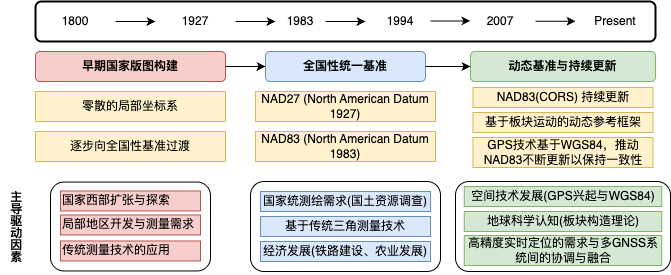 1800
1927
1983
1994
2007
Present
早期国家版图构建
全国性统一基准
动态基准与持续更新
零散的局部坐标系
逐步向全国性基准过渡
NAD27 (North American Datum
1927)
NAD83 (North American Datum
1983)
NAD83(CORS) 持续更新
基于板块运动的动态参考框架
GPS技术基于WGS84，推动
NAD83不断更新以保持一致性
主导驱动因素
国家西部扩张与探索
局部地区开发与测量需求
传统测量技术的应用
国家统测绘需求(国土资源调查)
基于传统三角测量技术
经济发展(铁路建设、农业发展)
空间技术发展(GPS兴起与WGS84)
地球科学认知(板块构造理论)
高精度实时定位的需求与多GNSS系
统间的协调与融合